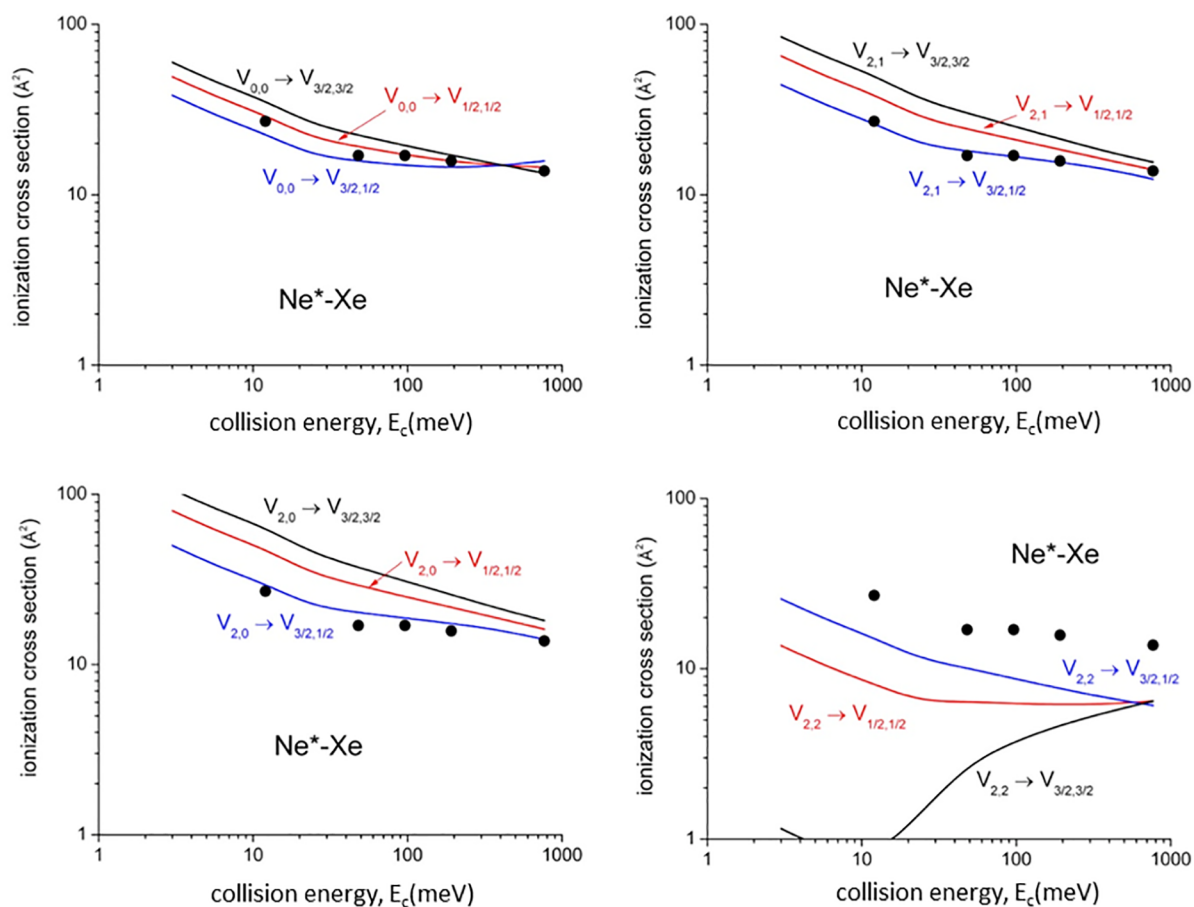 100
10
1
ionization cross section (Å²)
V0,0 → V3/2,3/2
V0,0 → V1/2,1/2
V0,0 → V3/2,1/2
Ne*-Xe
1 10 100 1000
collision energy, Ec(meV)
100
10
1
ionization cross section (Å²)
V2,1 → V3/2,3/2
V2,1 → V1/2,1/2
V2,1 → V3/2,1/2
Ne*-Xe
1 10 100 1000
collision energy, Ec(meV)
100
10
1
ionization cross section (Å²)
V2,0 → V3/2,3/2
V2,0 → V1/2,1/2
V2,0 → V3/2,1/2
Ne*-Xe
1 10 100 1000
collision energy, Ec(meV)
100
10
1
ionization cross section (Å²)
Ne*-Xe
V2,2 → V3/2,1/2
V2,2 → V1/2,1/2
V2,2 → V3/2,3/2
1 10 100 1000
collision energy, Ec(meV)